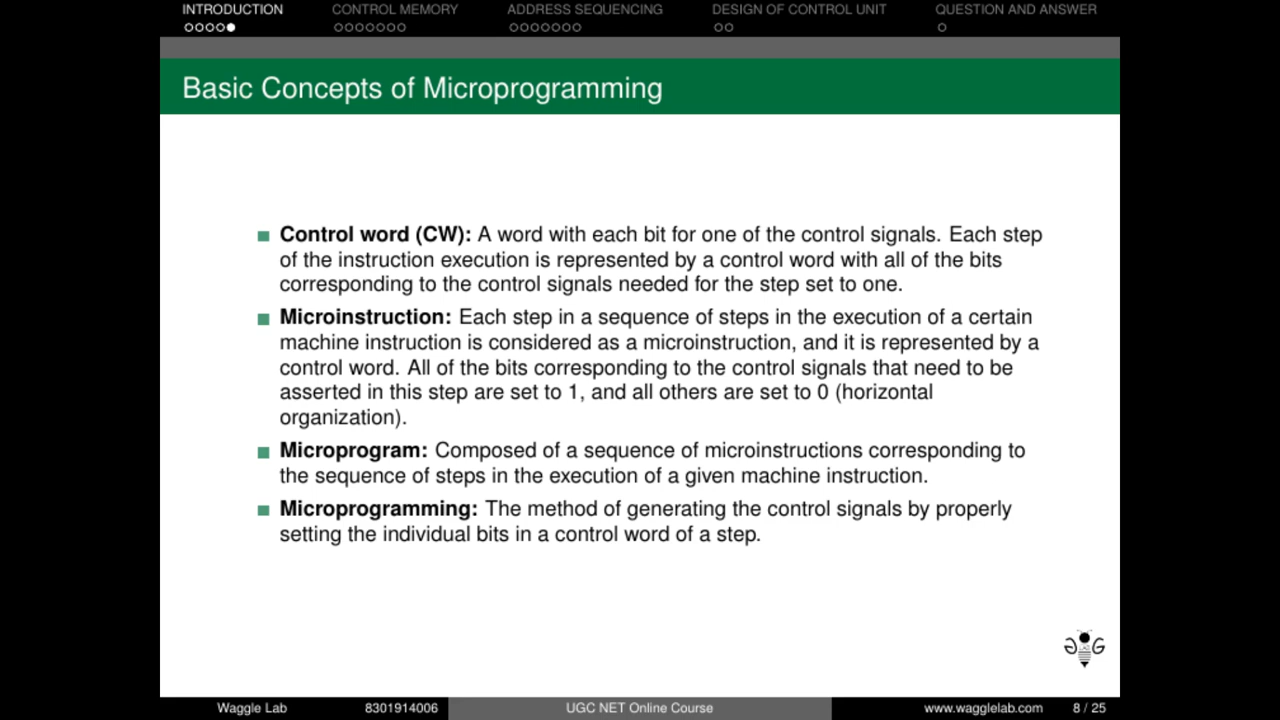 INTRODUCTION CONTROL MEMORY ADDRESS SEQUENCING DESIGN OF CONTROL UNIT QUESTION AND ANSWER
Basic Concepts of Microprogramming
Control word (CW): A word with each bit for one of the control signals. Each step
of the instruction execution is represented by a control word with all of the bits
corresponding to the control signals needed for the step set to one.
Microinstruction: Each step in a sequence of steps in the execution of a certain
machine instruction is considered as a microinstruction, and it is represented by a
control word. All of the bits corresponding to the control signals that need to be
asserted in this step are set to 1, and all others are set to 0 (horizontal
organization).
Microprogram: Composed of a sequence of microinstructions corresponding to
the sequence of steps in the execution of a given machine instruction.
Microprogramming: The method of generating the control signals by properly
setting the individual bits in a control word of a step.
Waggle Lab 8301914006 UGC NET Online Course www.wagglelab.com 8 / 25